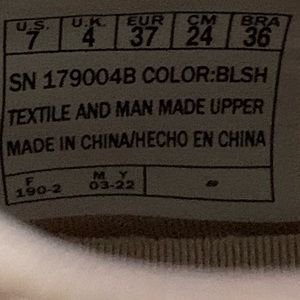 U.S. U.K. EUR CM BRA
7 4 37 24 36
SN 179004B COLOR:BLSH
TEXTILE AND MAN MADE UPPER
MADE IN CHINA/HECHO EN CHINA
F M Y
190-2 03-22